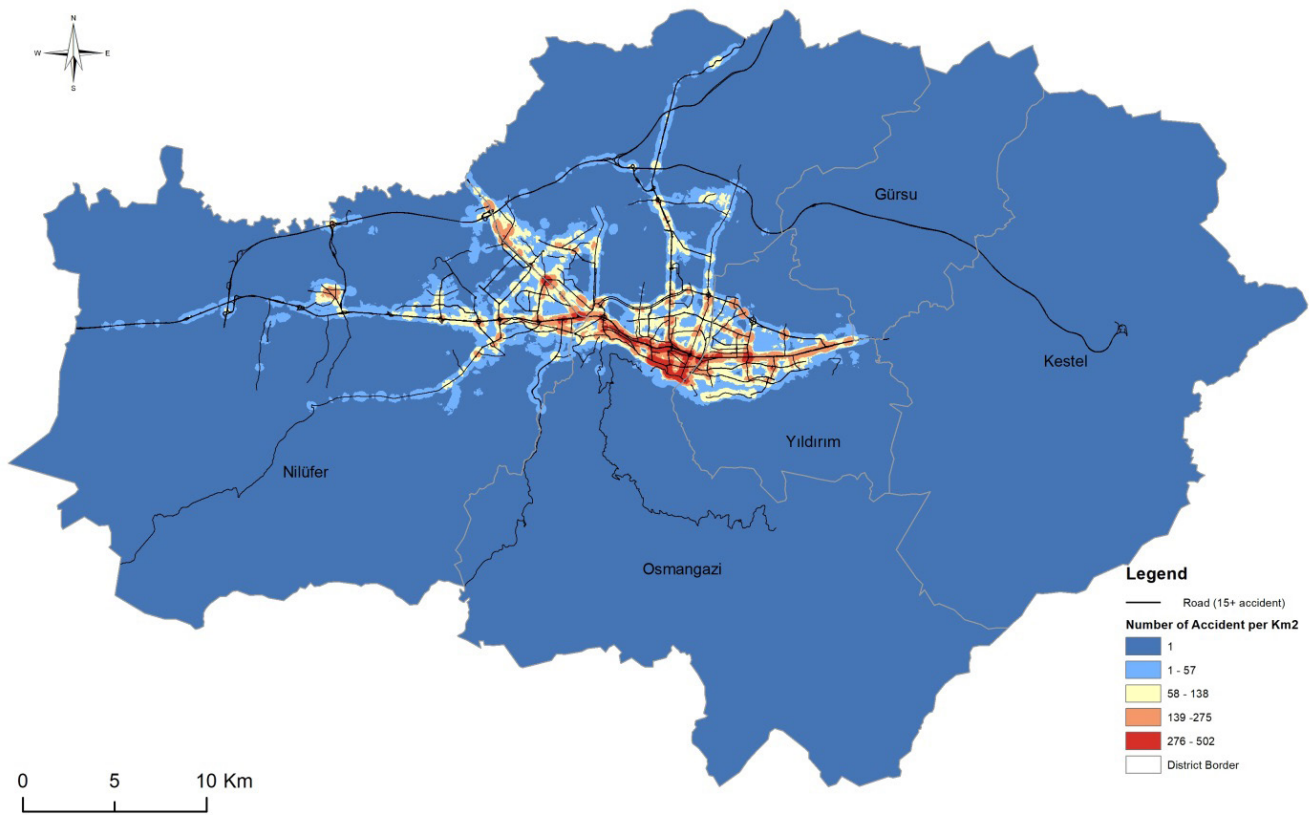 N
W E
S
Gürsu
Kestel
Yıldırım
Nilüfer
Osmangazi
Legend
Road (15+ accident)
Number of Accident per Km2
1
1 - 57
58 - 138
139 -275
276 - 502
District Border
0 5 10 Km